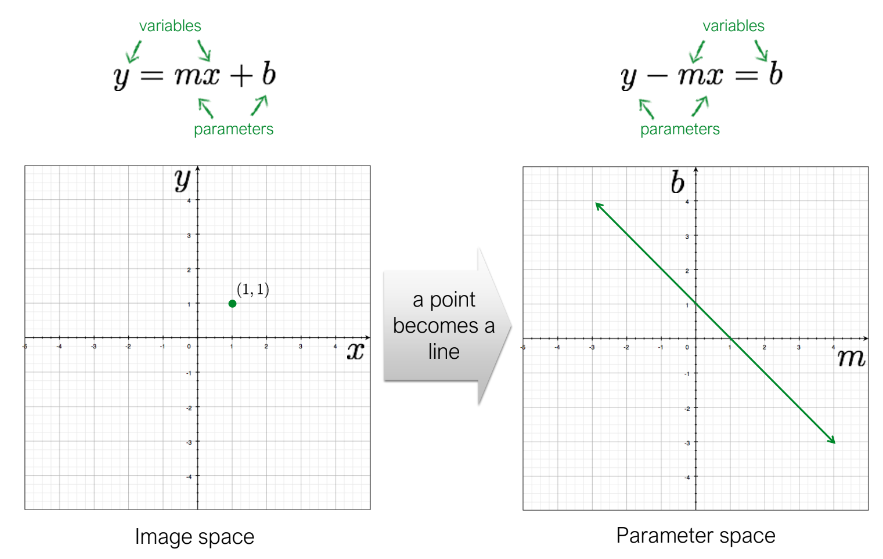 variables
y = mx + b
parameters
variables
y − mx = b
parameters
y
4
3
2
1
(1, 1)
-5 -4 -3 -2 -1 0 1 2 3 4
x
-1
-2
-3
-4
Image space
a point
becomes a
line
b
4
3
2
1
-5 -4 -3 -2 -1 0 1 2 3 4
m
-1
-2
-3
-4
Parameter space